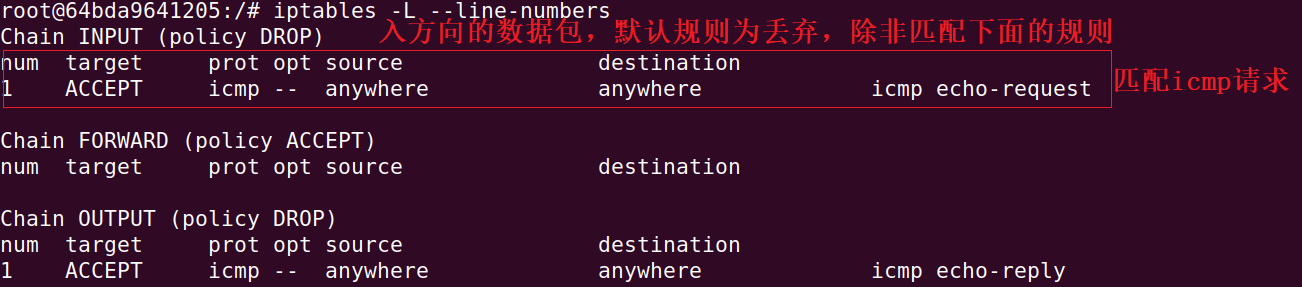 root@64bda9641205:/# iptables -L --line-numbers
Chain INPUT (policy DROP) 入方向的数据包，默认规则为丢弃，除非匹配下面的规则
num  target     prot opt source               destination
1    ACCEPT     icmp --  anywhere             anywhere             icmp echo-request 匹配icmp请求

Chain FORWARD (policy ACCEPT)
num  target     prot opt source               destination

Chain OUTPUT (policy DROP)
num  target     prot opt source               destination
1    ACCEPT     icmp --  anywhere             anywhere             icmp echo-reply